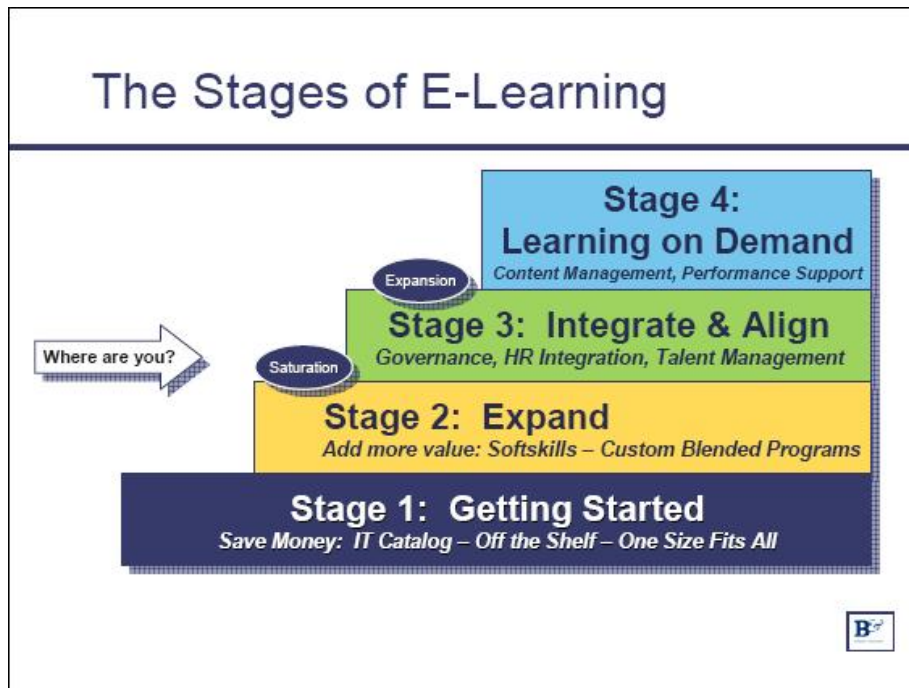 The Stages of E-Learning
Stage 4:
Learning on Demand
Content Management, Performance Support
Expansion
Stage 3: Integrate & Align
Governance, HR Integration, Talent Management
Where are you?
Saturation
Stage 2: Expand
Add more value: Softskills – Custom Blended Programs
Stage 1: Getting Started
Save Money: IT Catalog – Off the Shelf – One Size Fits All
B